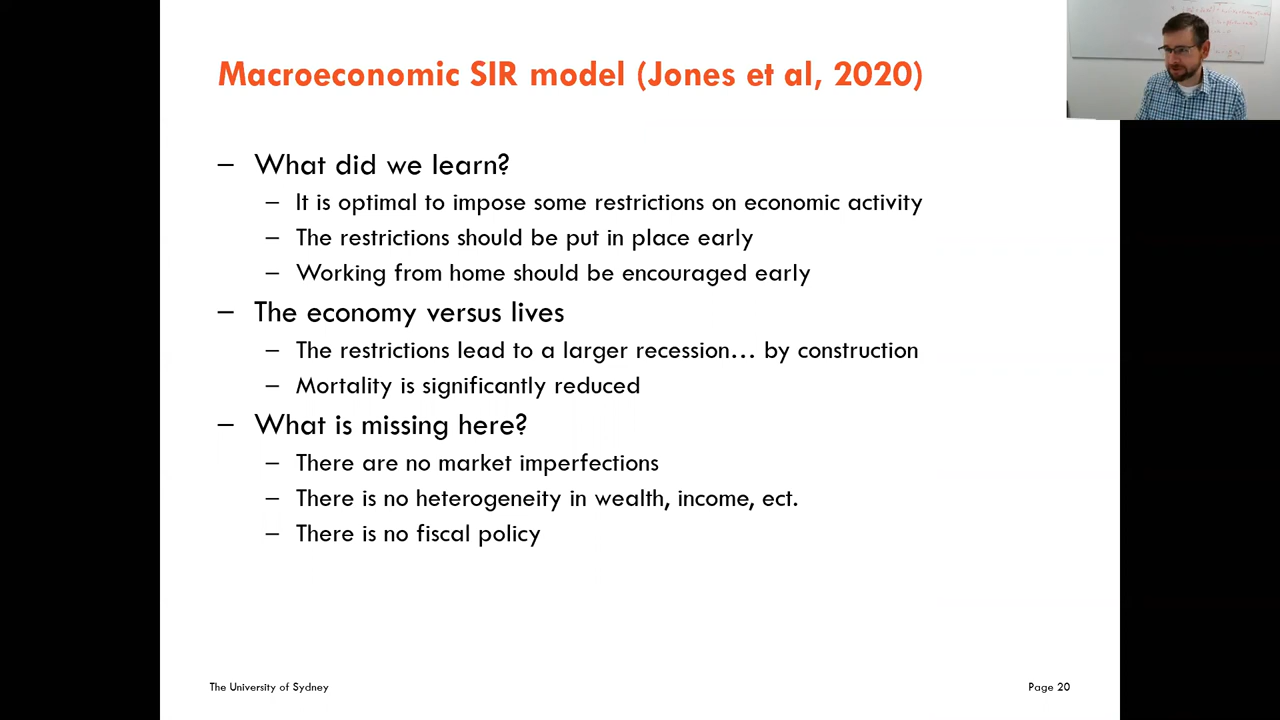 Macroeconomic SIR model (Jones et al, 2020)
– What did we learn?
– It is optimal to impose some restrictions on economic activity
– The restrictions should be put in place early
– Working from home should be encouraged early
– The economy versus lives
– The restrictions lead to a larger recession… by construction
– Mortality is significantly reduced
– What is missing here?
– There are no market imperfections
– There is no heterogeneity in wealth, income, ect.
– There is no fiscal policy
The University of Sydney
Page 20